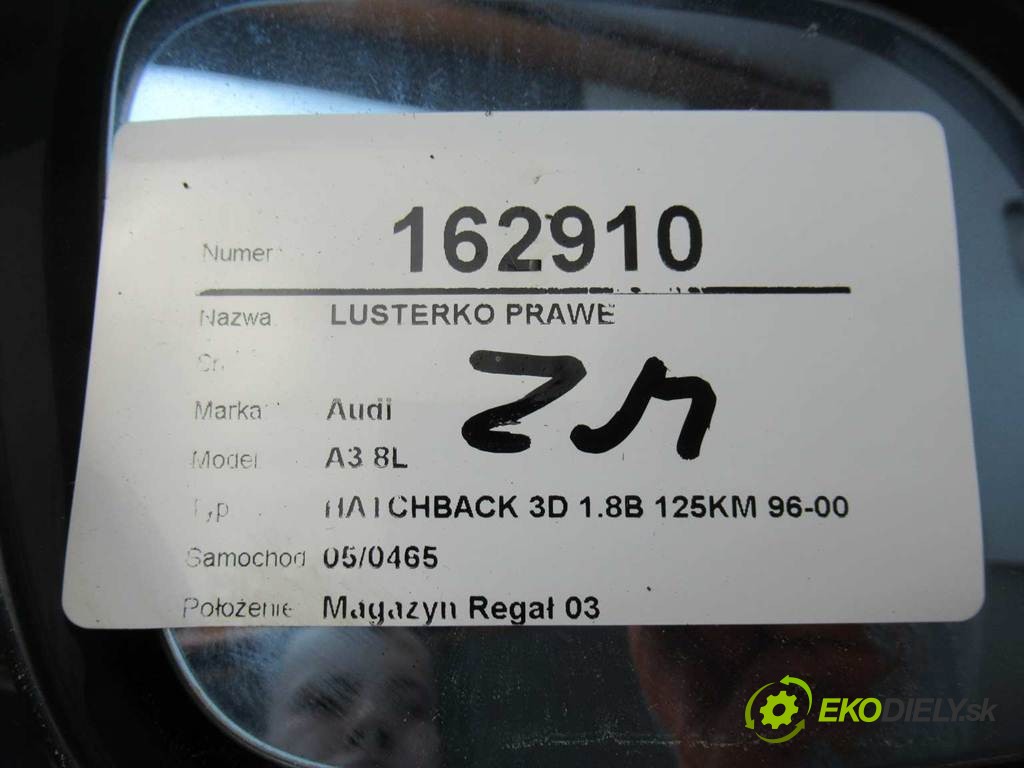 Numer 162910
Nazwa LUSTERKO PRAWE
Marka Audi
Model A3 8L
Typ HATCHBACK 3D 1.8B 125KM 96-00
Samochod 05/0465
Położenie Magazyn Regał 03
EKODIELY.sk